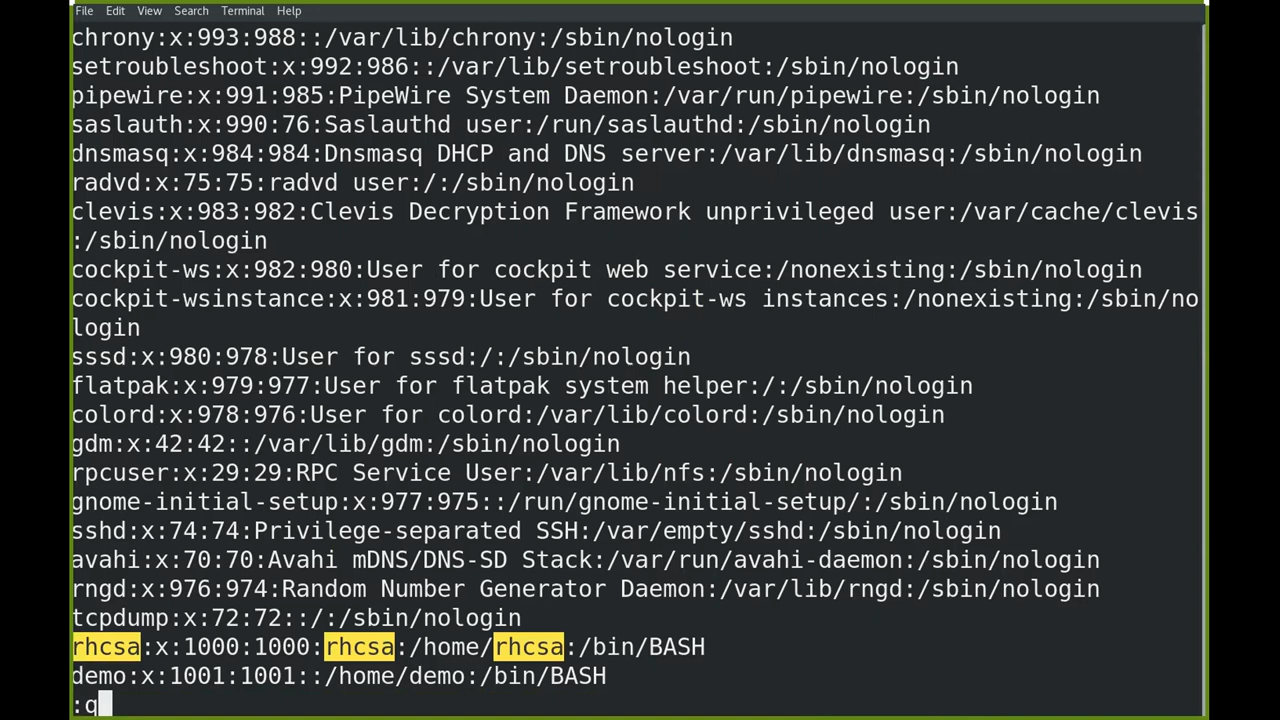 File Edit View Search Terminal Help
chrony:x:993:988::/var/lib/chrony:/sbin/nologin
setroubleshoot:x:992:986::/var/lib/setroubleshoot:/sbin/nologin
pipewire:x:991:985:PipeWire System Daemon:/var/run/pipewire:/sbin/nologin
saslauth:x:990:76:Saslauthd user:/run/saslauthd:/sbin/nologin
dnsmasq:x:984:984:Dnsmasq DHCP and DNS server:/var/lib/dnsmasq:/sbin/nologin
radvd:x:75:75:radvd user:/:/sbin/nologin
clevis:x:983:982:Clevis Decryption Framework unprivileged user:/var/cache/clevis
:/sbin/nologin
cockpit-ws:x:982:980:User for cockpit web service:/nonexisting:/sbin/nologin
cockpit-wsinstance:x:981:979:User for cockpit-ws instances:/nonexisting:/sbin/no
login
sssd:x:980:978:User for sssd:/:/sbin/nologin
flatpak:x:979:977:User for flatpak system helper:/:/sbin/nologin
colord:x:978:976:User for colord:/var/lib/colord:/sbin/nologin
gdm:x:42:42::/var/lib/gdm:/sbin/nologin
rpcuser:x:29:29:RPC Service User:/var/lib/nfs:/sbin/nologin
gnome-initial-setup:x:977:975::/run/gnome-initial-setup/:/sbin/nologin
sshd:x:74:74:Privilege-separated SSH:/var/empty/sshd:/sbin/nologin
avahi:x:70:70:Avahi mDNS/DNS-SD Stack:/var/run/avahi-daemon:/sbin/nologin
rngd:x:976:974:Random Number Generator Daemon:/var/lib/rngd:/sbin/nologin
tcpdump:x:72:72::/:/sbin/nologin
rhcsa:x:1000:1000:rhcsa:/home/rhcsa:/bin/BASH
demo:x:1001:1001::/home/demo:/bin/BASH
:q